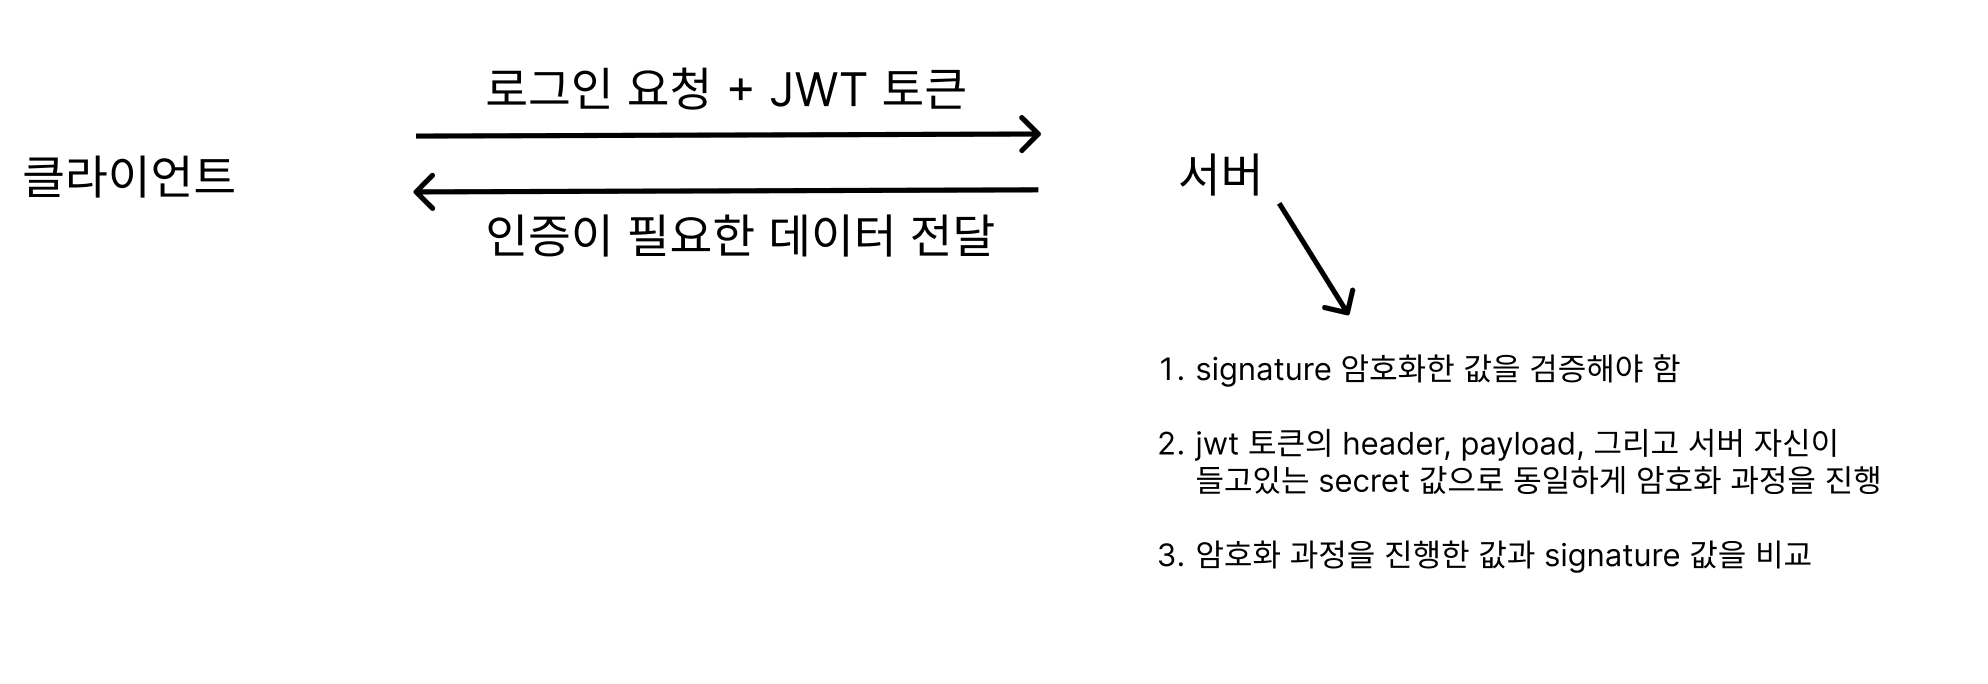 로그인 요청 + JWT 토큰
클라이언트
서버
인증이 필요한 데이터 전달
1. signature 암호화한 값을 검증해야 함
2. jwt 토큰의 header, payload, 그리고 서버 자신이
들고있는 secret 값으로 동일하게 암호화 과정을 진행
3. 암호화 과정을 진행한 값과 signature 값을 비교